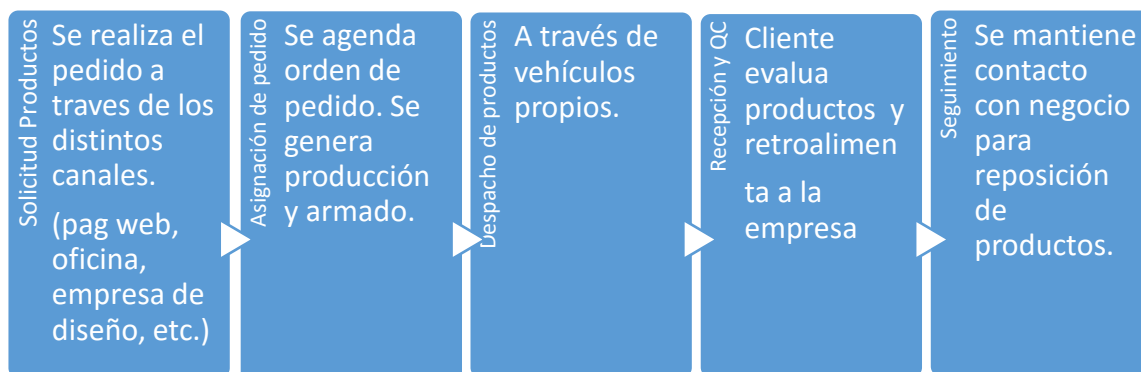 Solicitud Productos
Se realiza el
pedido a
traves de los
distintos
canales.
(pag web,
oficina,
empresa de
diseño, etc.)
Asignación de pedido
Se agenda
orden de
pedido. Se
genera
producción
y armado.
Despacho de productos
A través de
vehículos
propios.
Recepción y QC
Cliente
evalua
productos y
retroalimen
ta a la
empresa
Seguimiento
Se mantiene
contacto
con negocio
para
reposición
de
productos.